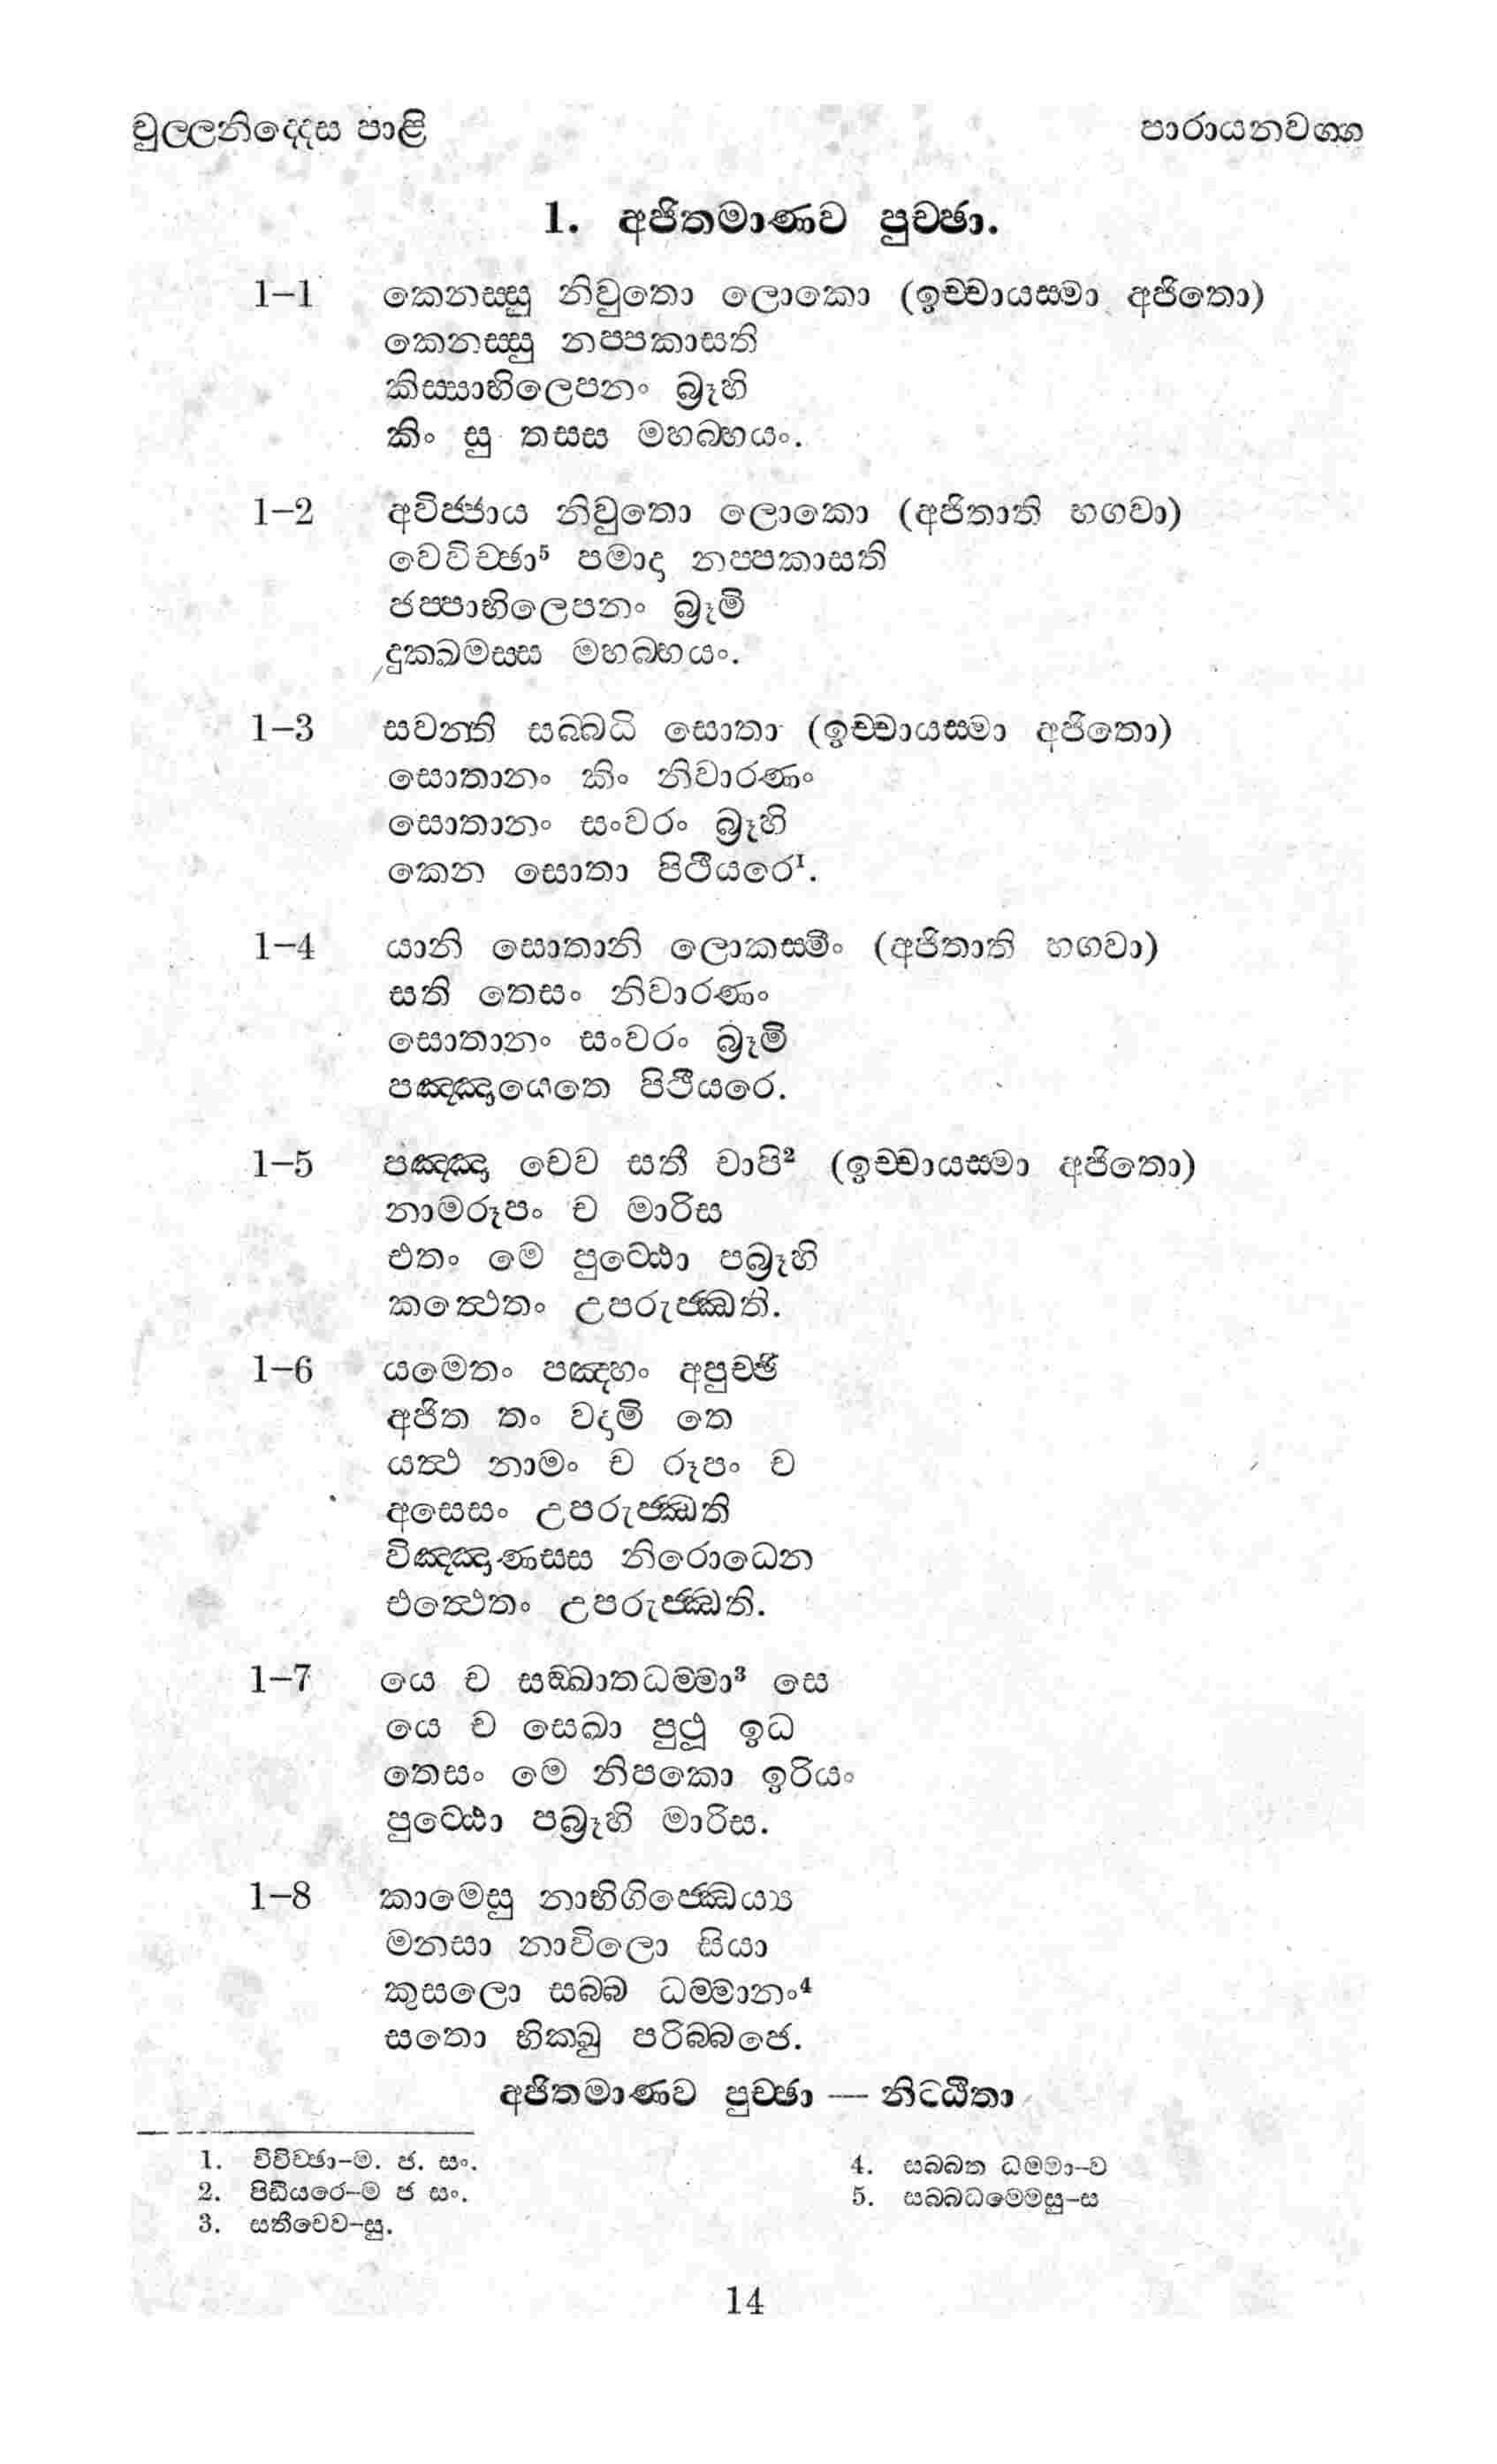 චුල්ලනිද්දෙස පාළි
පාරායනවග්ග
1. අජිතමාණව පුච්ඡා.
1–1 කෙනස්සු නිවුතො ලොකො (ඉච්චායස්මා අජිතො)
කෙනස්සු නප්පකාසති
කිස්සාභිලෙපනං බ්‍රෑහි
කිං සු තස්ස මහබ්භයං.
1–2 අවිජ්ජාය නිවුතො ලොකො (අජිතාති භගවා)
වෙවිච්ඡා⁵ පමාදා නප්පකාසති
ජප්පාභිලෙපනං බ්‍රෑමි
දුක්ඛමස්ස මහබ්භයං.
1–3 සවන්ති සබ්බධි සොතා (ඉච්චායස්මා අජිතො)
සොතානං කිං නිවාරණං
සොතානං සංවරං බ්‍රෑහි
කෙන සොතා පිථීයරෙ¹.
1–4 යානි සොතානි ලොකස්මිං (අජිතාති භගවා)
සති තෙසං නිවාරණං
සොතානං සංවරං බ්‍රෑමි
පඤ්ඤායෙතෙ පිථීයරෙ.
1–5 පඤ්ඤා චෙව සතී චාපි² (ඉච්චායස්මා අජිතො)
නාමරූපං ච මාරිස
එතං මෙ පුට්ඨො පබ්‍රෑහි
කත්ථෙතං උපරුජ්ඣති.
1–6 යමෙතං පඤ්හං අපුච්ඡි
අජිත තං වදාමි තෙ
යත්ථ නාමං ච රූපං ච
අසෙසං උපරුජ්ඣති
විඤ්ඤාණස්ස නිරොධෙන
එත්ථෙතං උපරුජ්ඣති.
1–7 යෙ ච සඞ්ඛාතධම්මා³ සෙ
යෙ ච සෙඛා පුථූ ඉධ
තෙසං මෙ නිපකො ඉරියං
පුට්ඨො පබ්‍රෑහි මාරිස.
1–8 කාමෙසු නාභිගිජ්ඣෙය්‍ය
මනසා නාවිලො සියා
කුසලො සබ්බ ධම්මානං⁴
සතො භික්ඛු පරිබ්බජෙ.
අජිතමාණව පුච්ඡා — නිට්ඨිතා
1. විවිච්ඡා–ම. ජ. සං.
2. පිධියරෙ–ම ජ සං.
3. සතීචෙව–සු.
4. සබ්බත ධම්මා–ව
5. සබ්බධම්මෙසු–ස
14